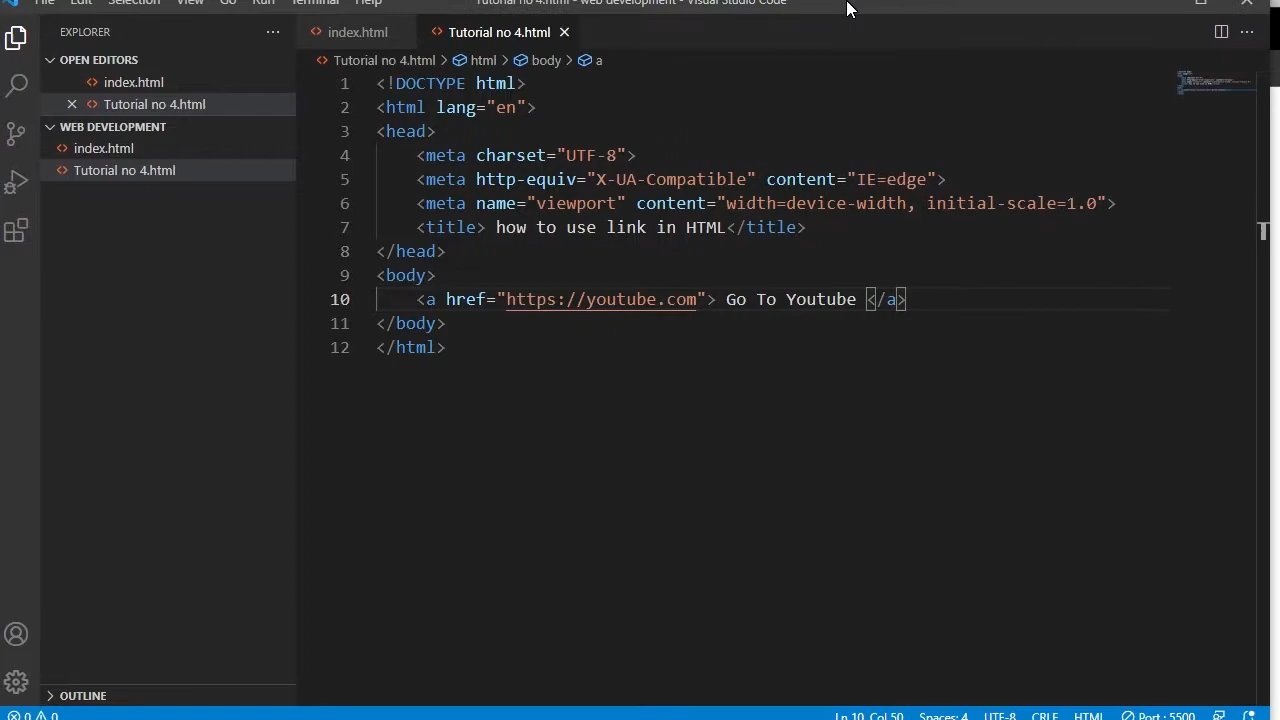 File Edit Selection View Go Run Terminal Help Tutorial no 4.html - web development - Visual Studio Code
EXPLORER
index.html
Tutorial no 4.html
OPEN EDITORS
index.html
Tutorial no 4.html
WEB DEVELOPMENT
index.html
Tutorial no 4.html
OUTLINE
Tutorial no 4.html > html > body > a
1 <!DOCTYPE html>
2 <html lang="en">
3 <head>
4 <meta charset="UTF-8">
5 <meta http-equiv="X-UA-Compatible" content="IE=edge">
6 <meta name="viewport" content="width=device-width, initial-scale=1.0">
7 <title> how to use link in HTML</title>
8 </head>
9 <body>
10 <a href="https://youtube.com"> Go To Youtube </a>
11 </body>
12 </html>
0 0 Ln 10, Col 50 Spaces: 4 UTF-8 CRLF HTML Port : 5500